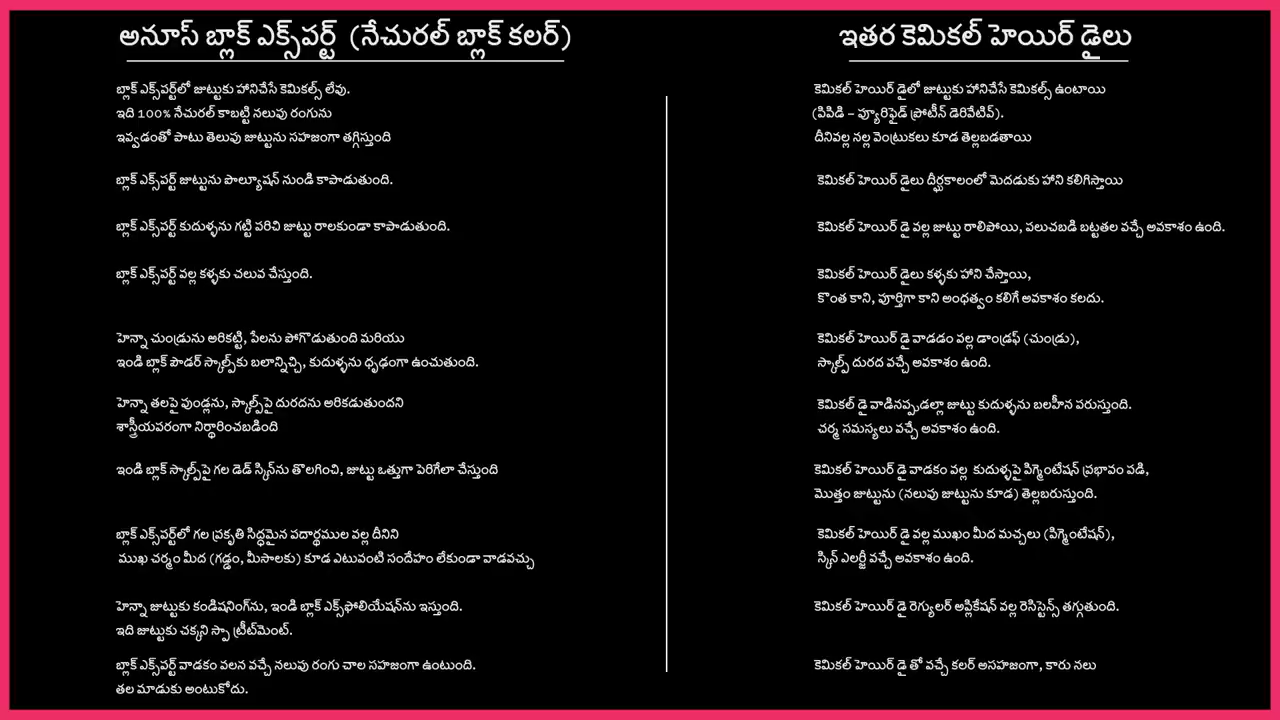 అనూస్ బ్లాక్ ఎక్స్‌పర్ట్ (నేచురల్ బ్లాక్ కలర్)
బ్లాక్ ఎక్స్‌పర్ట్‌లో జుట్టుకు హానిచేసే కెమికల్స్ లేవు.
ఇది 100% నేచురల్ కాబట్టి నలుపు రంగును
ఇవ్వడంతో పాటు తెలుపు జుట్టును సహజంగా తగ్గిస్తుంది
బ్లాక్ ఎక్స్‌పర్ట్ జుట్టును పొల్యూషన్ నుండి కాపాడుతుంది.
బ్లాక్ ఎక్స్‌పర్ట్ కుదుళ్ళను గట్టి పరిచి జుట్టు రాలకుండా కాపాడుతుంది.
బ్లాక్ ఎక్స్‌పర్ట్ వల్ల కళ్ళకు చలువ చేస్తుంది.
హెన్నా చుండ్రును అరికట్టి, పేలను పోగొడుతుంది మరియు
ఇండి బ్లాక్ పౌడర్ స్కాల్ప్‌కు బలాన్నిచ్చి, కుదుళ్ళను ధృఢంగా ఉంచుతుంది.
హెన్నా తలపై పుండ్లను, స్కాల్ప్‌పై దురదను అరికడుతుందని
శాస్త్రీయపరంగా నిర్ధారించబడింది
ఇండి బ్లాక్ స్కాల్ప్‌పై గల డెడ్ స్కిన్‌ను తొలగించి, జుట్టు ఒత్తుగా పెరిగేలా చేస్తుంది
బ్లాక్ ఎక్స్‌పర్ట్‌లో గల ప్రకృతి సిద్ధమైన పదార్థముల వల్ల దీనిని
ముఖ చర్మం మీద (గడ్డం, మీసాలకు) కూడ ఎటువంటి సందేహం లేకుండా వాడవచ్చు
హెన్నా జుట్టుకు కండిషనింగ్‌ను, ఇండి బ్లాక్ ఎక్స్‌ఫోలియేషన్‌ను ఇస్తుంది.
ఇది జుట్టుకు చక్కని స్పా ట్రీట్‌మెంట్.
బ్లాక్ ఎక్స్‌పర్ట్ వాడకం వలన వచ్చే నలుపు రంగు చాల సహజంగా ఉంటుంది.
తల మాడుకు అంటుకోదు.
ఇతర కెమికల్ హెయిర్ డైలు
కెమికల్ హెయిర్ డైలో జుట్టుకు హానిచేసే కెమికల్స్ ఉంటాయి
(పిపిడి – ప్యూరిఫైడ్ ప్రోటీన్ డెరివేటివ్).
దీనివల్ల నల్ల వెంట్రుకలు కూడ తెల్లబడతాయి
కెమికల్ హెయిర్ డైలు దీర్ఘకాలంలో మెదడుకు హాని కలిగిస్తాయి
కెమికల్ హెయిర్ డై వల్ల జుట్టు రాలిపోయి, పలుచబడి బట్టతల వచ్చే అవకాశం ఉంది.
కెమికల్ హెయిర్ డైలు కళ్ళకు హాని చేస్తాయి,
కొంత కాని, పూర్తిగా కాని అంధత్వం కలిగే అవకాశం కలదు.
కెమికల్ హెయిర్ డై వాడడం వల్ల డాండ్రఫ్ (చుండ్రు),
స్కాల్ప్ దురద వచ్చే అవకాశం ఉంది.
కెమికల్ డై వాడినప్పుడల్లా జుట్టు కుదుళ్ళను బలహీన పరుస్తుంది.
చర్మ సమస్యలు వచ్చే అవకాశం ఉంది.
కెమికల్ హెయిర్ డై వాడకం వల్ల కుదుళ్ళపై పిగ్మెంటేషన్ ప్రభావం పడి,
మొత్తం జుట్టును (నలుపు జుట్టును కూడ) తెల్లబరుస్తుంది.
కెమికల్ హెయిర్ డై వల్ల ముఖం మీద మచ్చలు (పిగ్మెంటేషన్),
స్కిన్ ఎలర్జీ వచ్చే అవకాశం ఉంది.
కెమికల్ హెయిర్ డై రెగ్యులర్ అప్లికేషన్ వల్ల రెసిస్టెన్స్ తగ్గుతుంది.
కెమికల్ హెయిర్ డై తో వచ్చే కలర్ అసహజంగా, కారు నలు